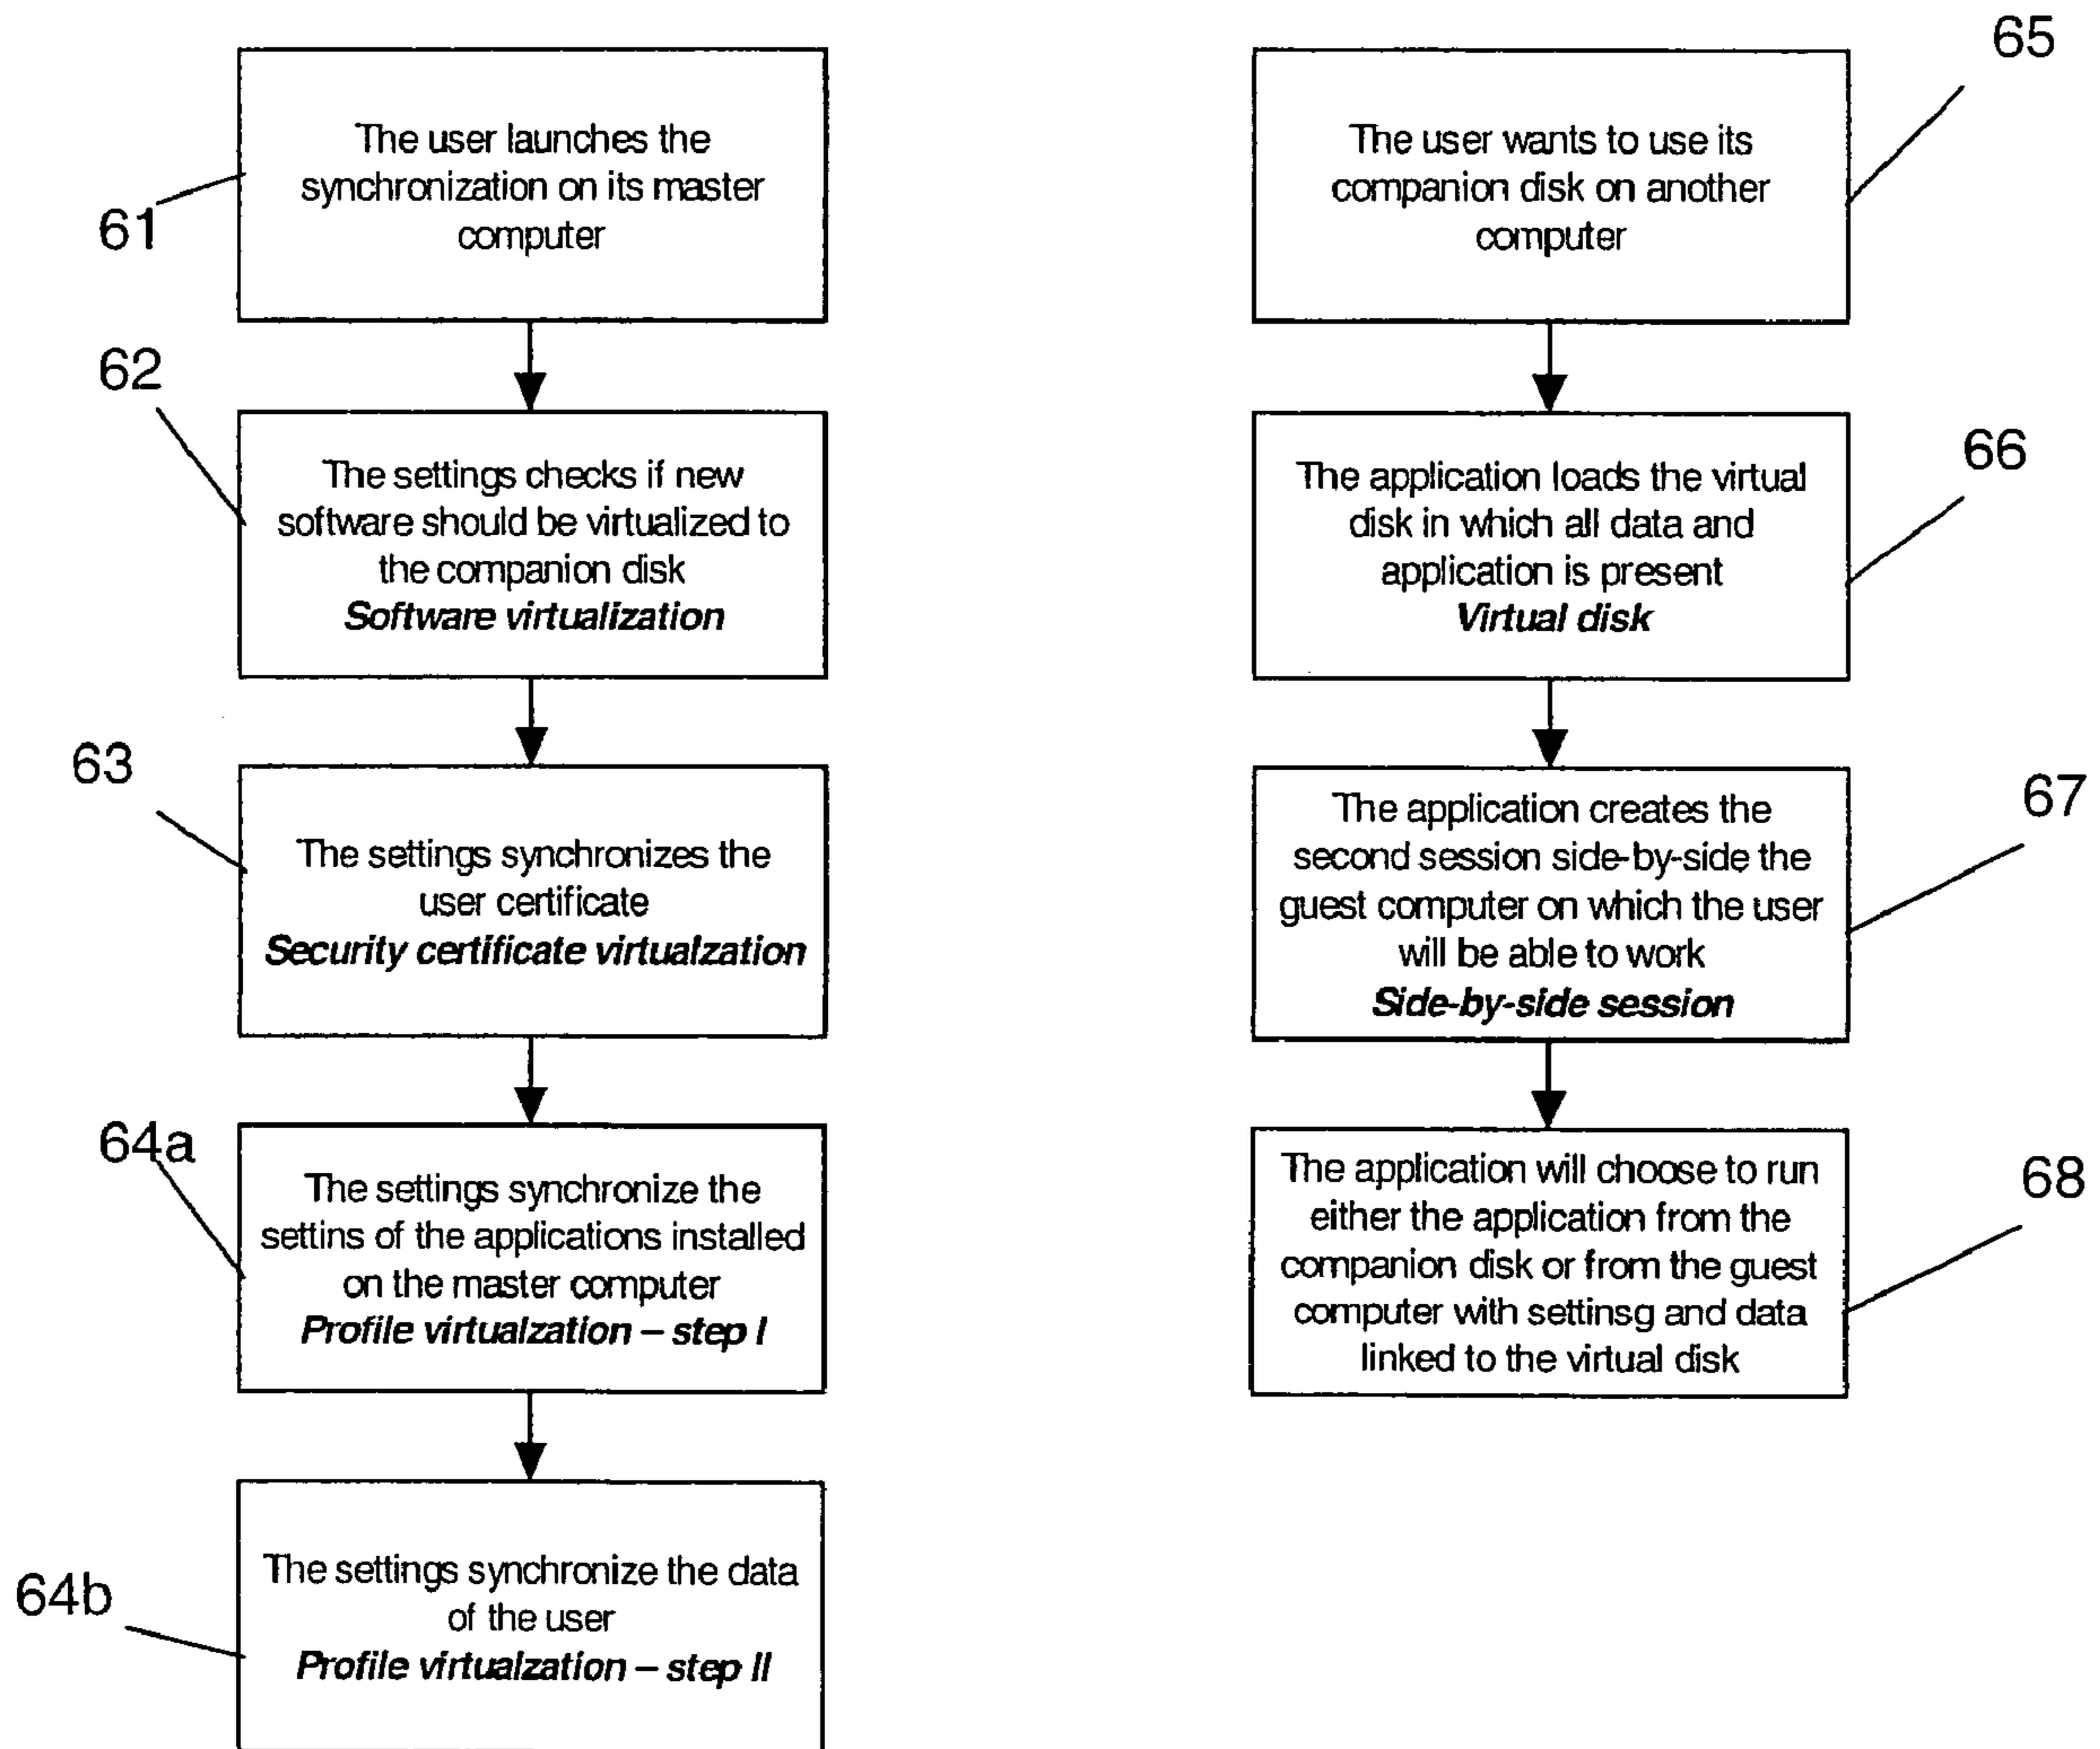 61
The user launches the
synchronization on its master
computer
62
The settings checks if new
software should be virtualized to
the companion disk
Software virtualization
63
The settings synchronizes the
user certificate
Security certificate virtualzation
64a
The settings synchronize the
settins of the applications installed
on the master computer
Profile virtualzation – step I
64b
The settings synchronize the data
of the user
Profile virtualzation – step II
65
The user wants to use its
companion disk on another
computer
66
The application loads the virtual
disk in which all data and
application is present
Virtual disk
67
The application creates the
second session side-by-side the
guest computer on which the user
will be able to work
Side-by-side session
68
The application will choose to run
either the application from the
companion disk or from the guest
computer with settinsg and data
linked to the virtual disk